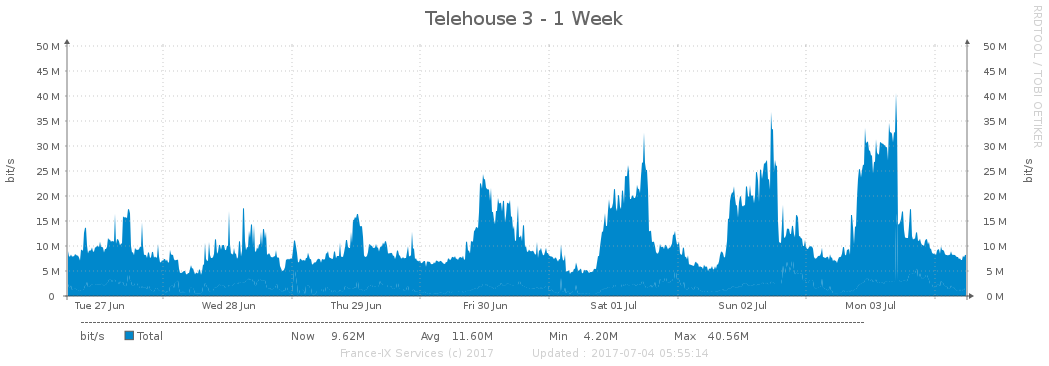 Telehouse 3 - 1 Week
RRDTOOL / TOBI OETIKER
bit/s
50 M 50 M
45 M 45 M
40 M 40 M
35 M 35 M
30 M 30 M
25 M 25 M
20 M 20 M
15 M 15 M
10 M 10 M
5 M 5 M
0 0 M
bit/s
Tue 27 Jun Wed 28 Jun Thu 29 Jun Fri 30 Jun Sat 01 Jul Sun 02 Jul Mon 03 Jul
bit/s Total Now 9.62M Avg 11.60M Min 4.20M Max 40.56M
France-IX Services (c) 2017 Updated : 2017-07-04 05:55:14